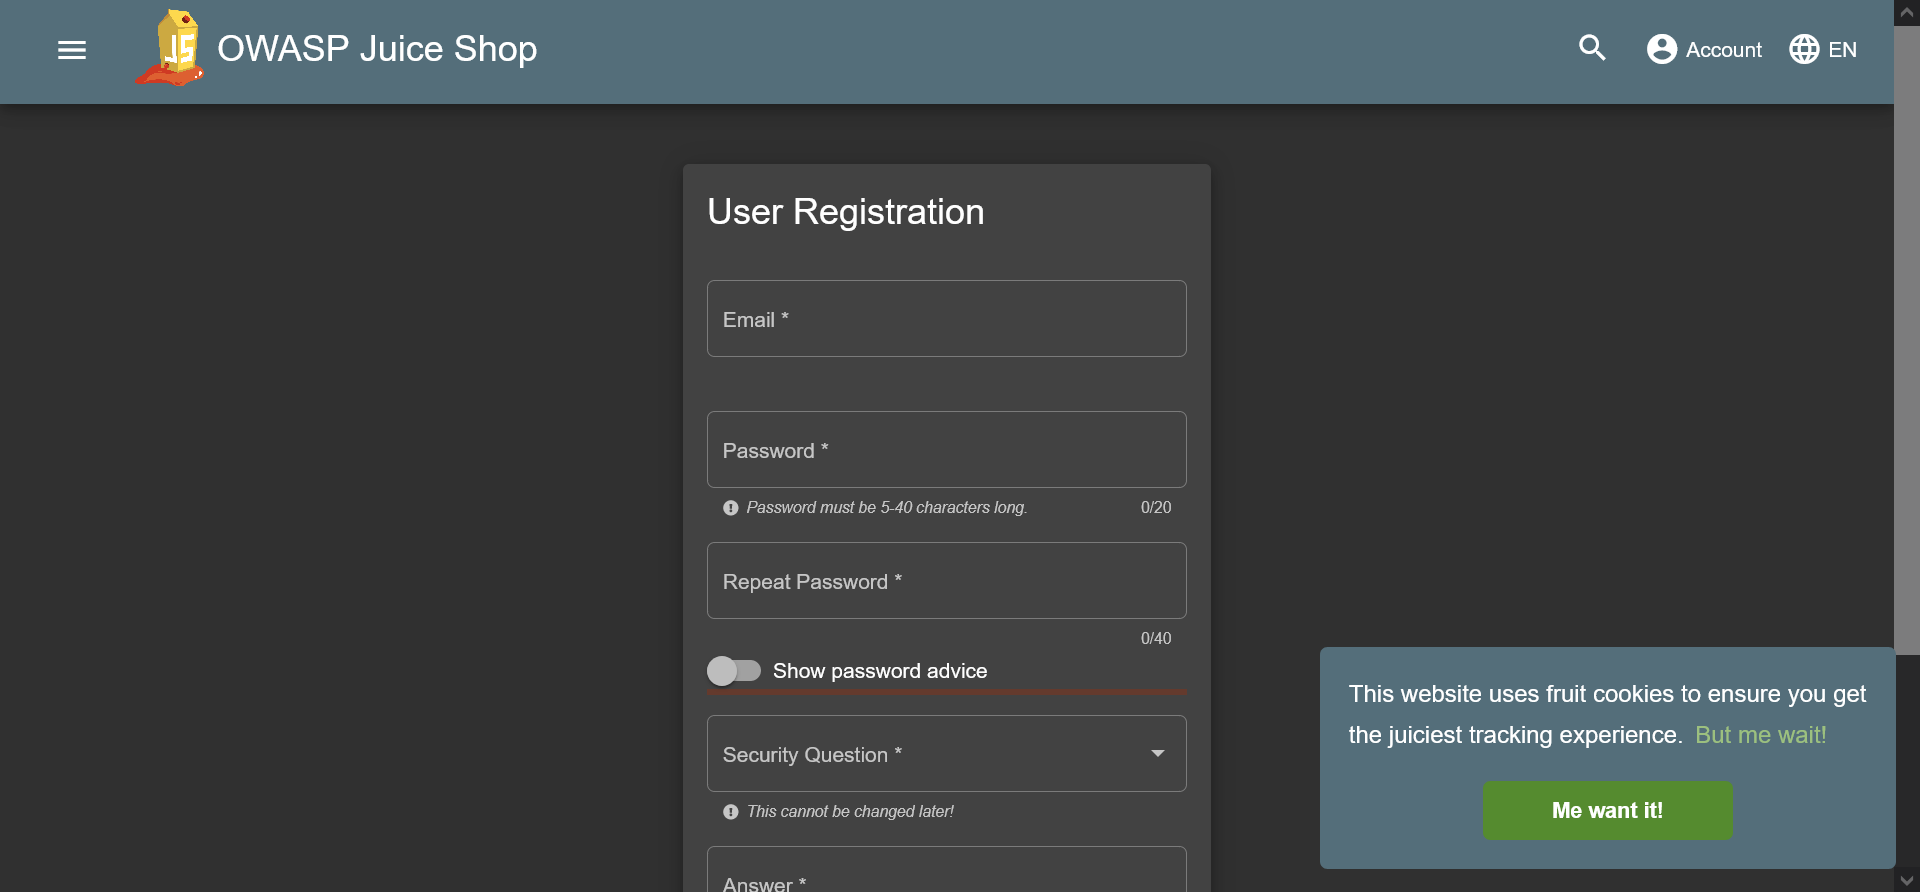 JS
OWASP Juice Shop
Account
EN
User Registration
Email *
Password *
Password must be 5-40 characters long.
0/20
Repeat Password *
0/40
Show password advice
Security Question *
This cannot be changed later!
Answer *
This website uses fruit cookies to ensure you get
the juiciest tracking experience. But me wait!
Me want it!